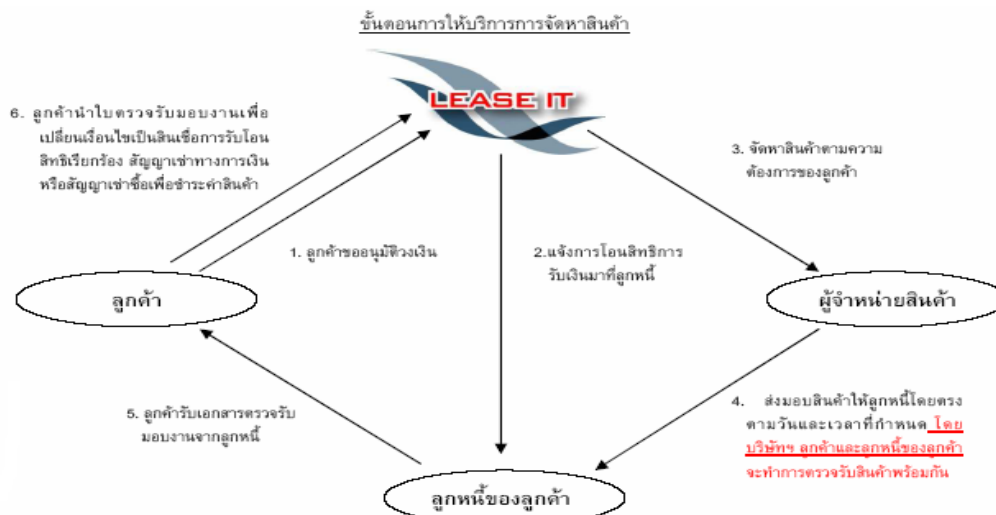 ขั้นตอนการให้บริการการจัดหาสินค้า
LEASE IT
6. ลูกค้านำใบตรวจรับมอบงานเพื่อ
เปลี่ยนเงื่อนไขเป็นสินเชื่อการรับโอน
สิทธิเรียกร้อง สัญญาเช่าทางการเงิน
หรือสัญญาเช่าซื้อเพื่อชำระค่าสินค้า
3. จัดหาสินค้าตามความ
ต้องการของลูกค้า
1. ลูกค้าขออนุมัติวงเงิน
2.แจ้งการโอนสิทธิการ
รับเงินมาที่ลูกหนี้
ลูกค้า
ผู้จำหน่ายสินค้า
5. ลูกค้ารับเอกสารตรวจรับ
มอบงานจากลูกหนี้
4. ส่งมอบสินค้าให้ลูกหนี้โดยตรง
ตามวันและเวลาที่กำหนด โดย
บริษัทฯ ลูกค้าและลูกหนี้ของลูกค้า
จะทำการตรวจรับสินค้าพร้อมกัน
ลูกหนี้ของลูกค้า